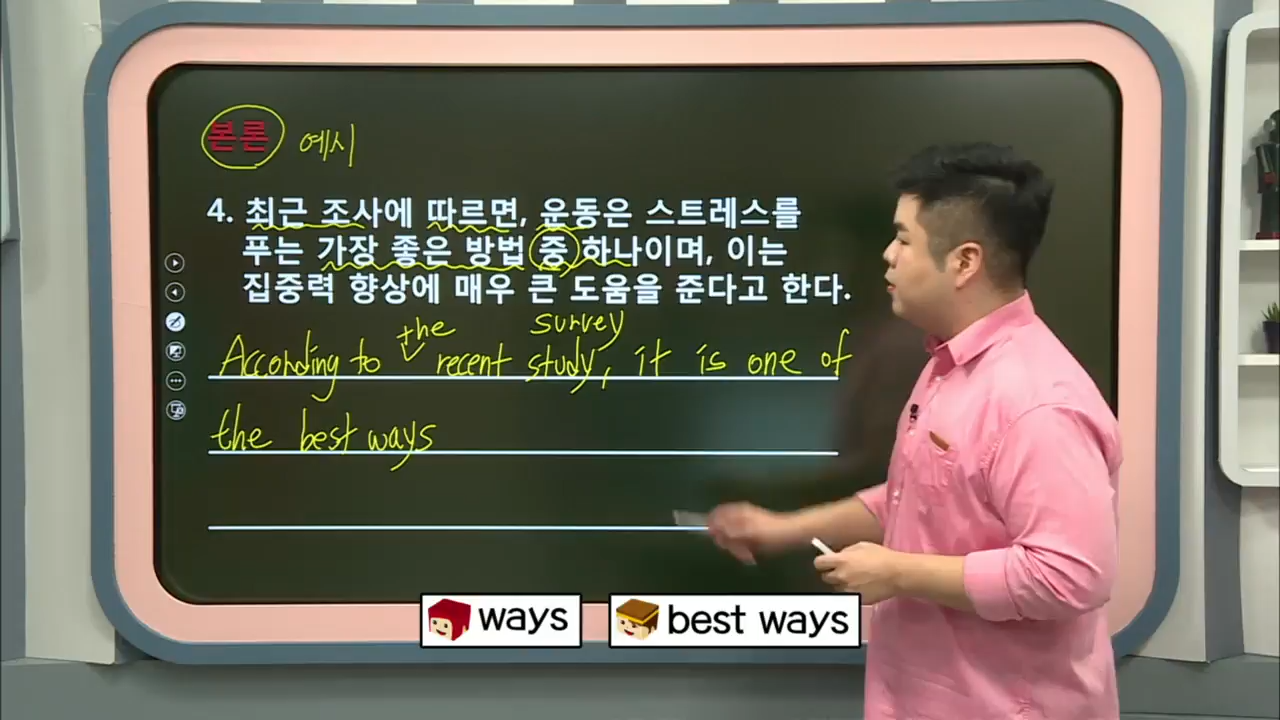 본론 예시
4. 최근 조사에 따르면, 운동은 스트레스를
푸는 가장 좋은 방법 중 하나이며, 이는
집중력 향상에 매우 큰 도움을 준다고 한다.
the survey
According to recent study, it is one of
the best ways
ways best ways